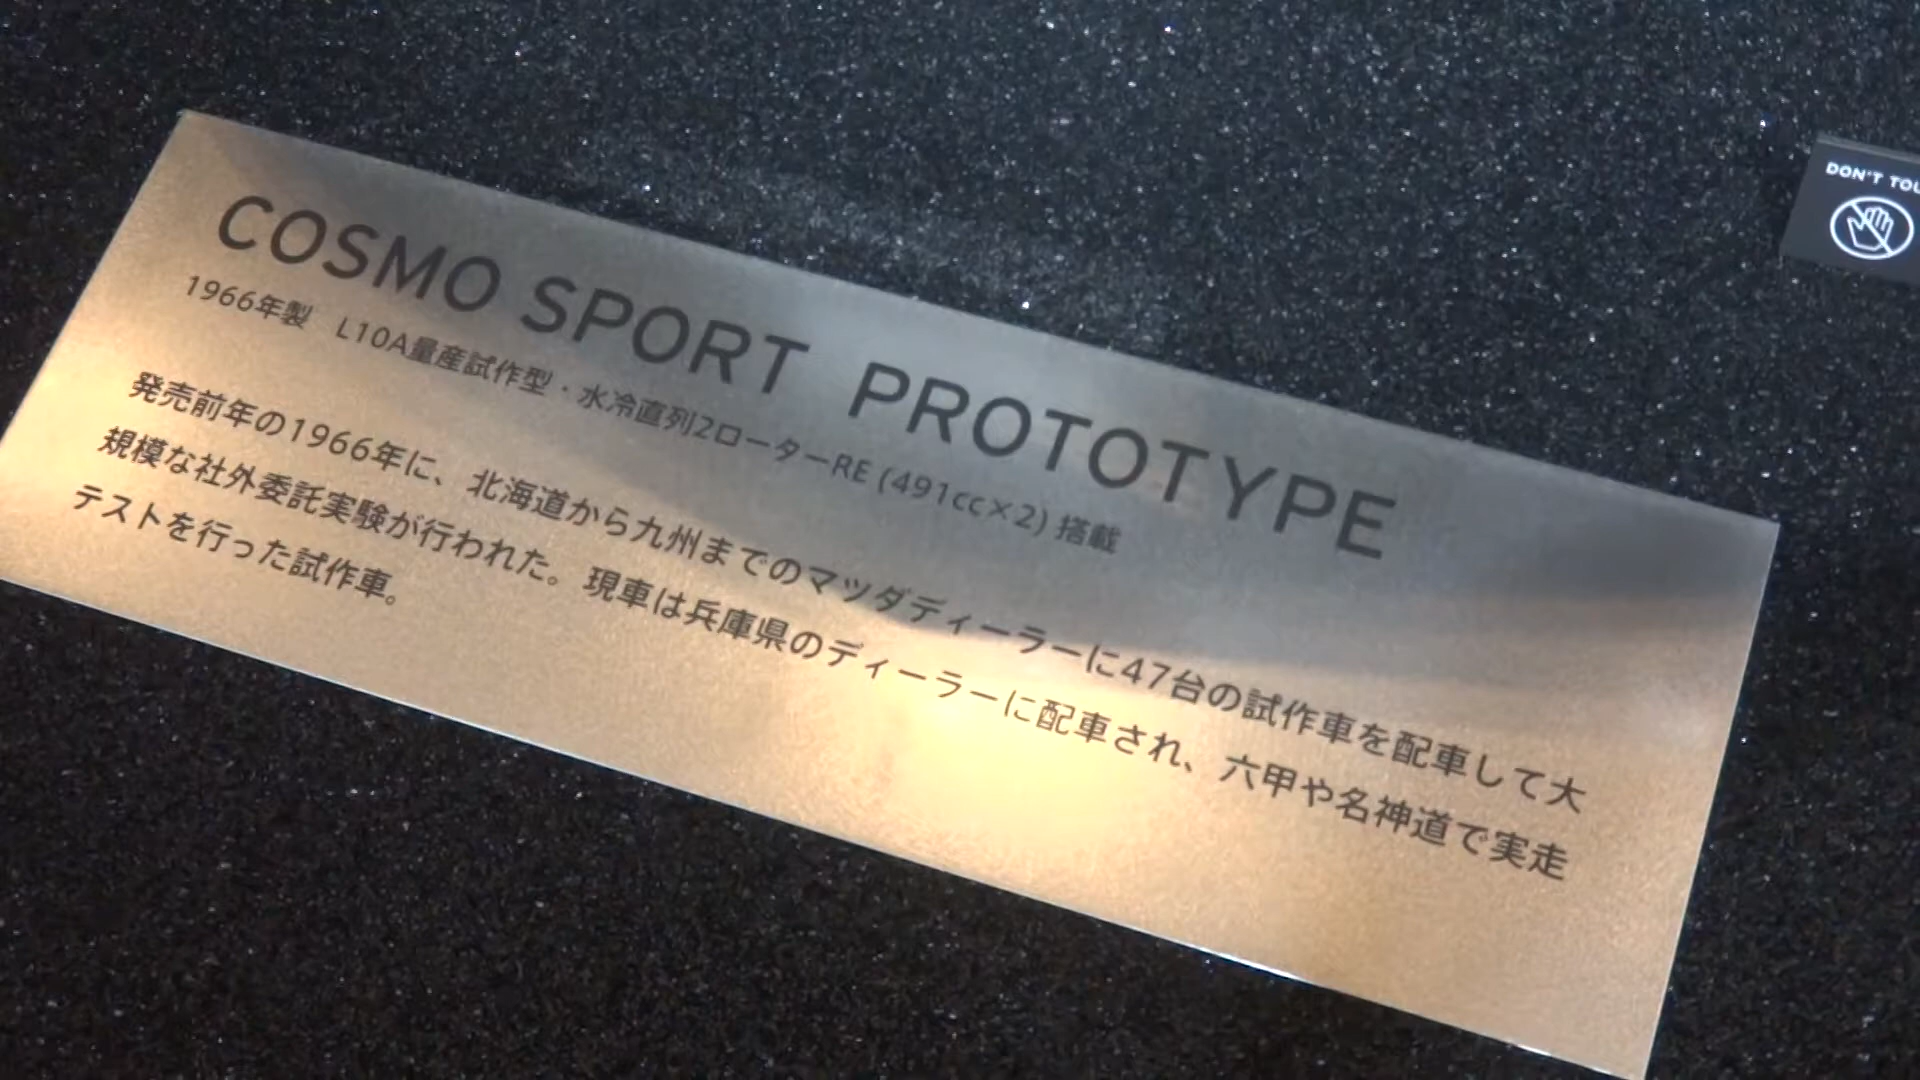 COSMO SPORT PROTOTYPE
1966年製　L10A量産試作型・水冷直列2ローターRE (491cc×2) 搭載
発売前年の1966年に、北海道から九州までのマツダディーラーに47台の試作車を配車して大
規模な社外委託実験が行われた。現車は兵庫県のディーラーに配車され、六甲や名神道で実走
テストを行った試作車。
DON'T TOU